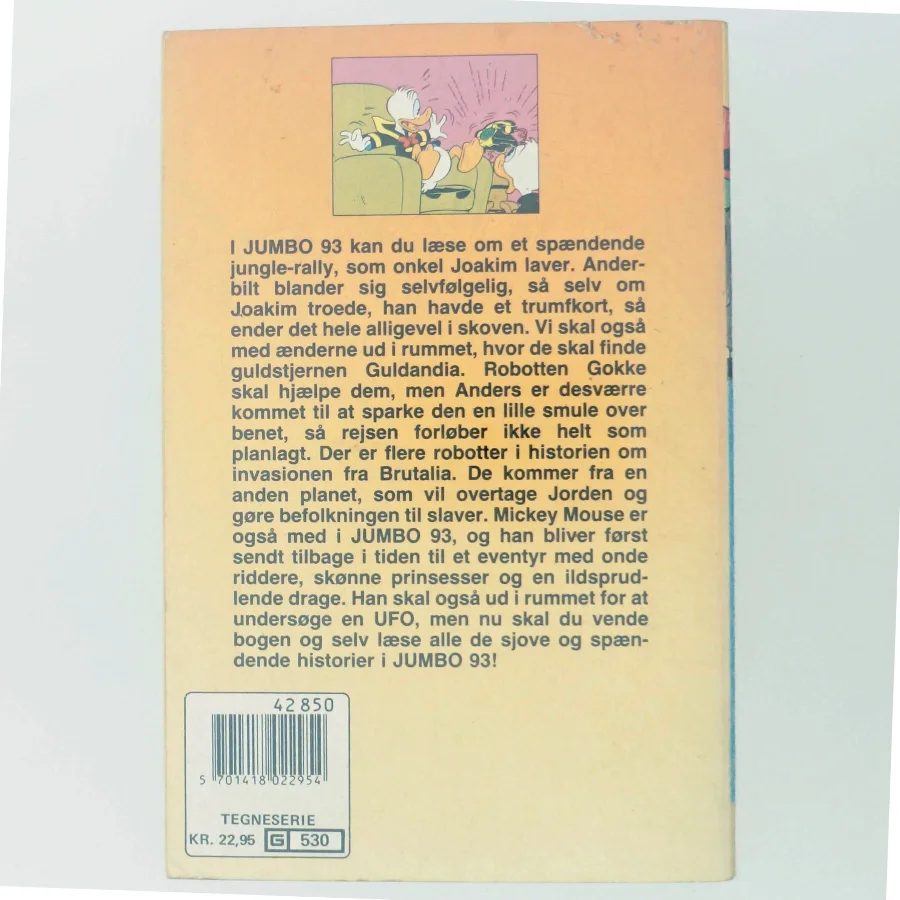 I JUMBO 93 kan du læse om et spændende
jungle-rally, som onkel Joakim laver. Ander-
bilt blander sig selvfølgelig, så selv om
Joakim troede, han havde et trumfkort, så
ender det hele alligevel i skoven. Vi skal også
med ænderne ud i rummet, hvor de skal finde
guldstjernen Guldandia. Robotten Gokke
skal hjælpe dem, men Anders er desværre
kommet til at sparke den en lille smule over
benet, så rejsen forløber ikke helt som
planlagt. Der er flere robotter i historien om
invasionen fra Brutalia. De kommer fra en
anden planet, som vil overtage Jorden og
gøre befolkningen til slaver. Mickey Mouse er
også med i JUMBO 93, og han bliver først
sendt tilbage i tiden til et eventyr med onde
riddere, skønne prinsesser og en ildsprud-
lende drage. Han skal også ud i rummet for at
undersøge en UFO, men nu skal du vende
bogen og selv læse alle de sjove og spæn-
dende historier i JUMBO 93!
42850
5 701418 022954
TEGNESERIE
KR. 22,95 G 530